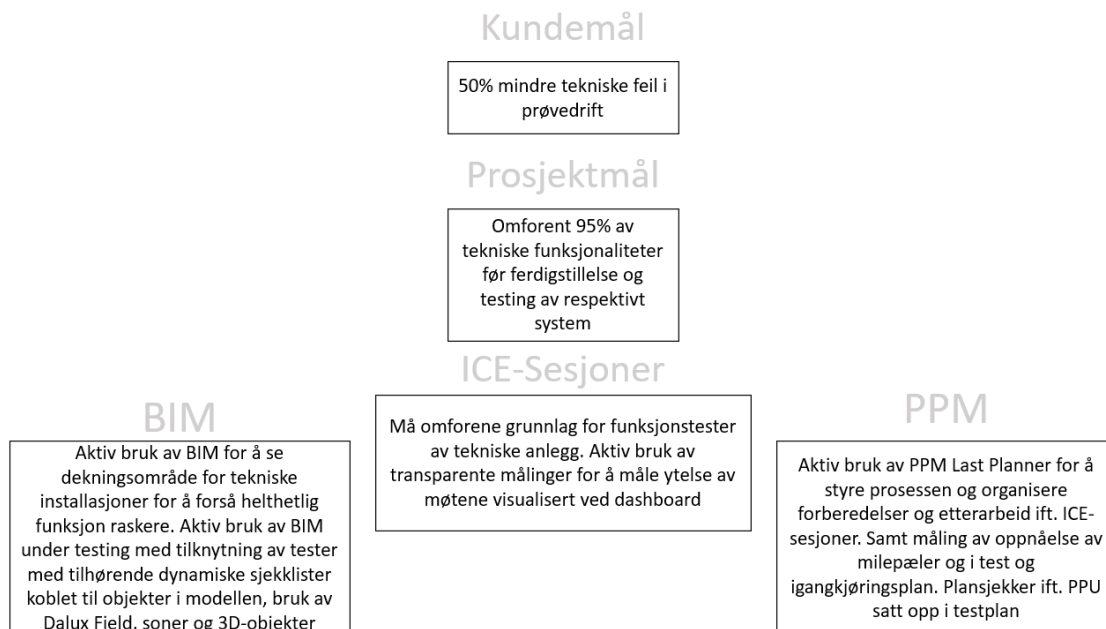 Kundemål
50% mindre tekniske feil i
prøvedrift
Prosjektmål
Omforent 95% av
tekniske funksjonaliteter
før ferdigstillelse og
testing av respektivt
system
ICE-Sesjoner
Må omforene grunnlag for funksjonstester
av tekniske anlegg. Aktiv bruk av
transparente målinger for å måle ytelse av
møtene visualisert ved dashboard
BIM
Aktiv bruk av BIM for å se
dekningsområde for tekniske
installasjoner for å forså helthetlig
funksjon raskere. Aktiv bruk av BIM
under testing med tilknytning av tester
med tilhørende dynamiske sjekklister
koblet til objekter i modellen, bruk av
Dalux Field, soner og 3D-objekter
PPM
Aktiv bruk av PPM Last Planner for å
styre prosessen og organisere
forberedelser og etterarbeid ift. ICE-
sesjoner. Samt måling av oppnåelse av
milepæler og i test og
igangkjøringsplan. Plansjekker ift. PPU
satt opp i testplan